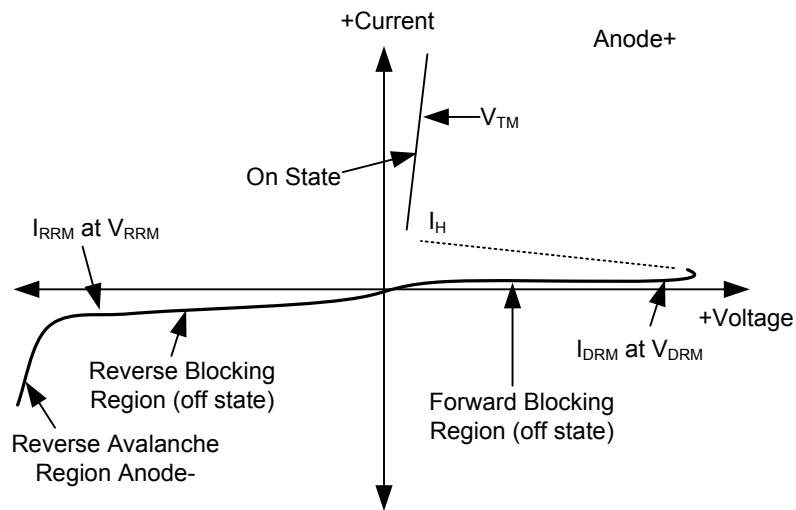 +Current
Anode+
V_TM
On State
I_H
I_RRM at V_RRM
+Voltage
I_DRM at V_DRM
Reverse Blocking
Region (off state)
Forward Blocking
Region (off state)
Reverse Avalanche
Region Anode-